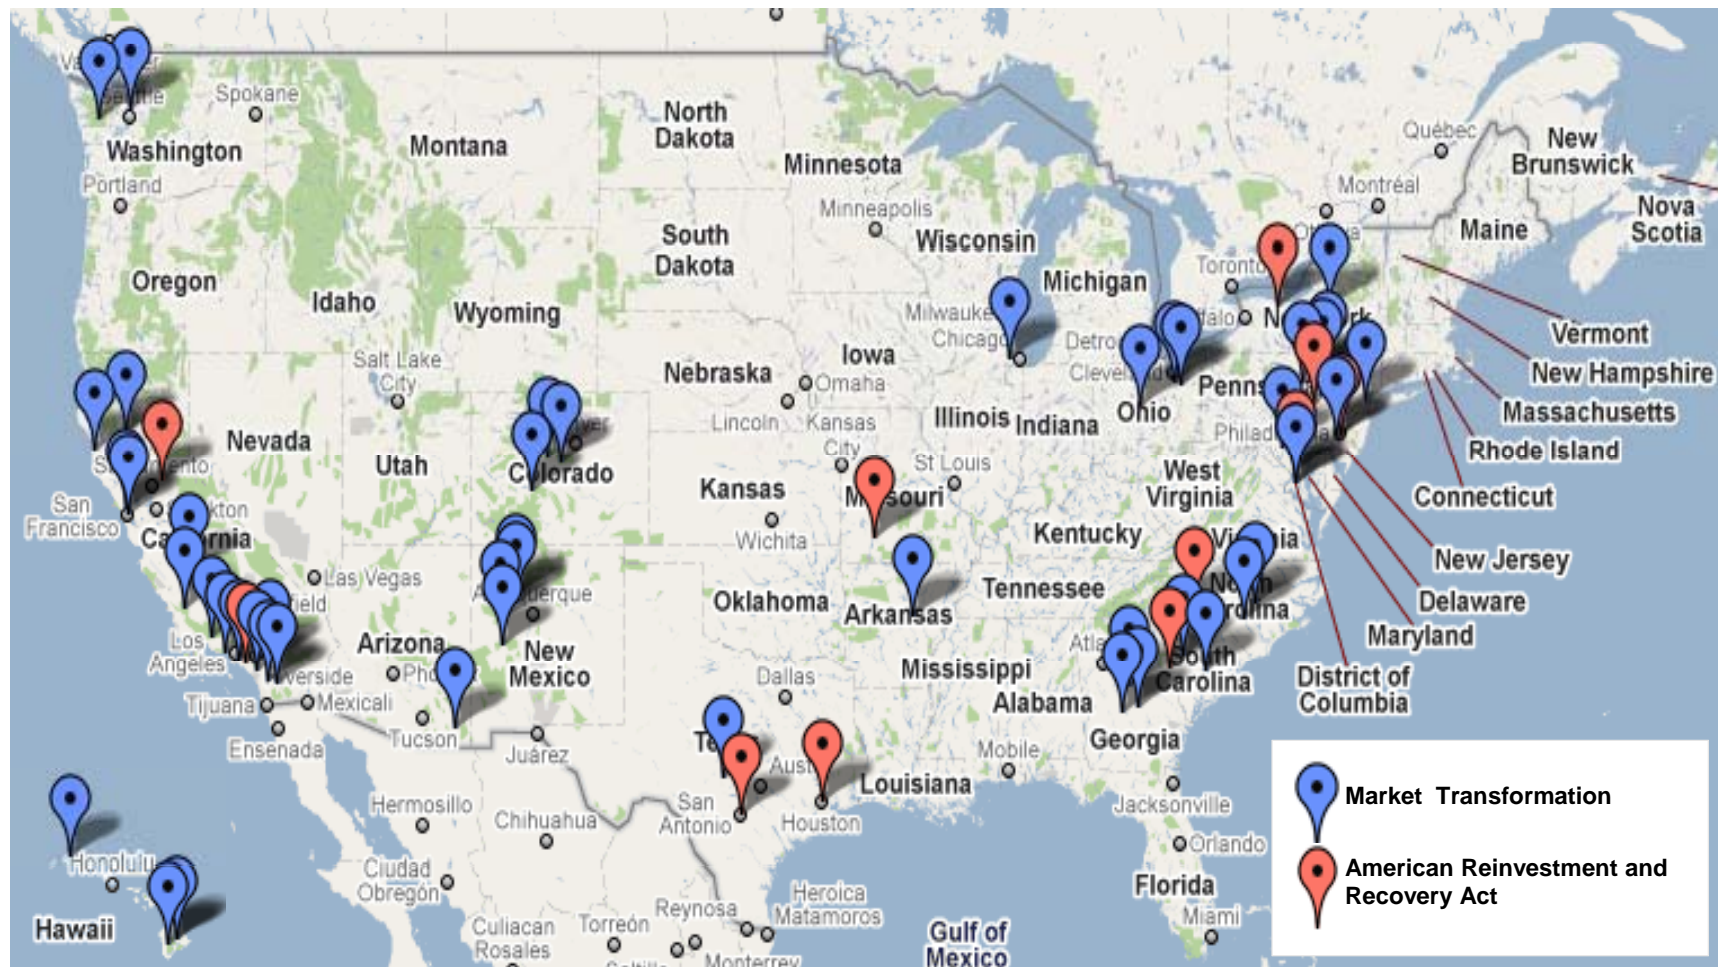 Québec
New
Brunswick
Spokane
North
Dakota
Montana
Washington
Minnesota
Portland
Montréal
Minneapolis
Nova
Scotia
Maine
Wisconsin
South
Dakota
Toronto
Oregon
Michigan
Idaho
Wyoming
Chicago
Vermont
Salt Lake
City
Iowa
Nebraska
Omaha
New Hampshire
Ohio
Massachusetts
Lincoln
Kansas
City
Illinois
Indiana
Nevada
Utah
Colorado
St Louis
West
Virginia
Rhode Island
Kansas
Connecticut
San
Francisco
Wichita
Kentucky
New Jersey
Las Vegas
Tennessee
Oklahoma
Arkansas
Delaware
Maryland
Los
Angeles
Arizona
New
Mexico
Mississippi
Dallas
South
Carolina
District of
Columbia
Tijuana
Mexicali
Alabama
Tucson
Ensenada
Juárez
Georgia
Mobile
Louisiana
Jacksonville
San
Antonio
Houston
Hermosillo
Chihuahua
Orlando
Honolulu
Ciudad
Obregón
Florida
Heroica
Matamoros
Reynosa
Miami
Hawaii
Culiacan
Rosales
Torreón
Gulf of
Mexico
Monterrey
Market Transformation
American Reinvestment and
Recovery Act